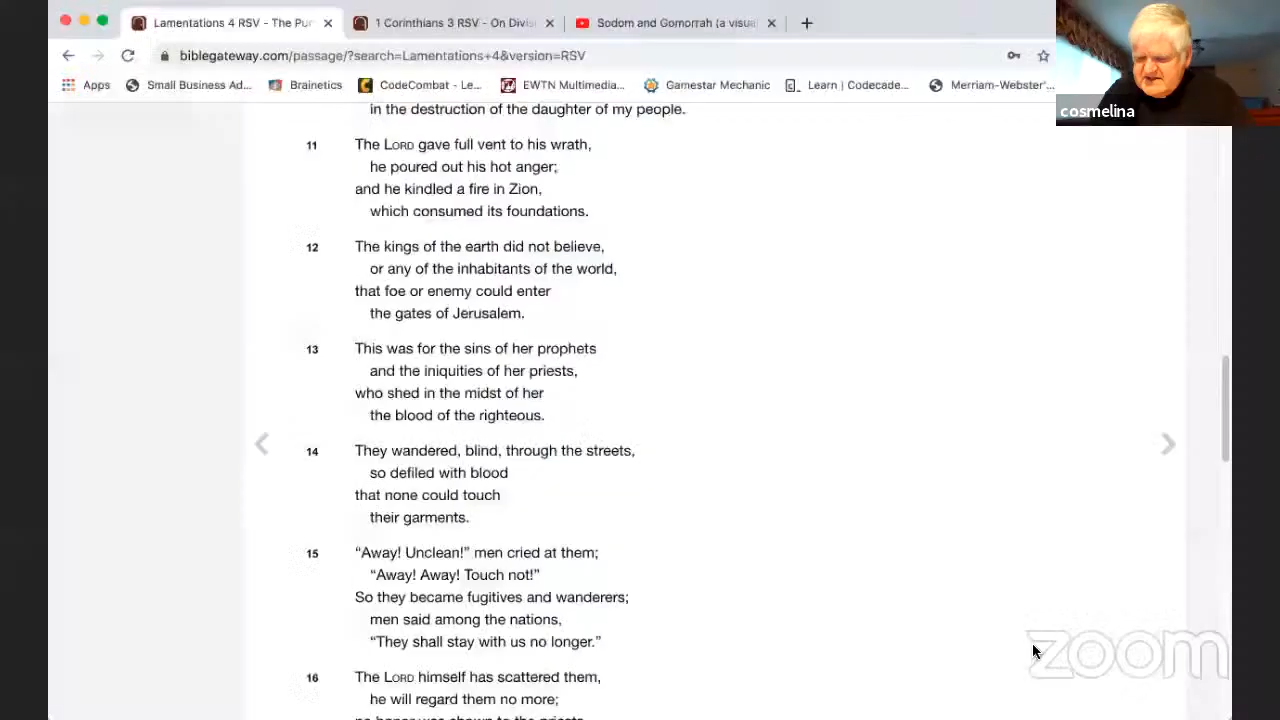 Lamentations 4 RSV - The Pu
1 Corinthians 3 RSV - On Divi
Sodom and Gomorrah (a visua
biblegateway.com/passage/?search=Lamentations+4&version=RSV
Apps
Small Business Ad...
Brainetics
CodeCombat - Le...
EWTN Multimedia...
Gamestar Mechanic
Learn | Codecade...
Merriam-Webster'...
cosmelina
in the destruction of the daughter of my people.
11 The LORD gave full vent to his wrath,
he poured out his hot anger;
and he kindled a fire in Zion,
which consumed its foundations.
12 The kings of the earth did not believe,
or any of the inhabitants of the world,
that foe or enemy could enter
the gates of Jerusalem.
13 This was for the sins of her prophets
and the iniquities of her priests,
who shed in the midst of her
the blood of the righteous.
14 They wandered, blind, through the streets,
so defiled with blood
that none could touch
their garments.
15 “Away! Unclean!” men cried at them;
“Away! Away! Touch not!”
So they became fugitives and wanderers;
men said among the nations,
“They shall stay with us no longer.”
16 The LORD himself has scattered them,
he will regard them no more;
no honor was shown to the priests
zoom